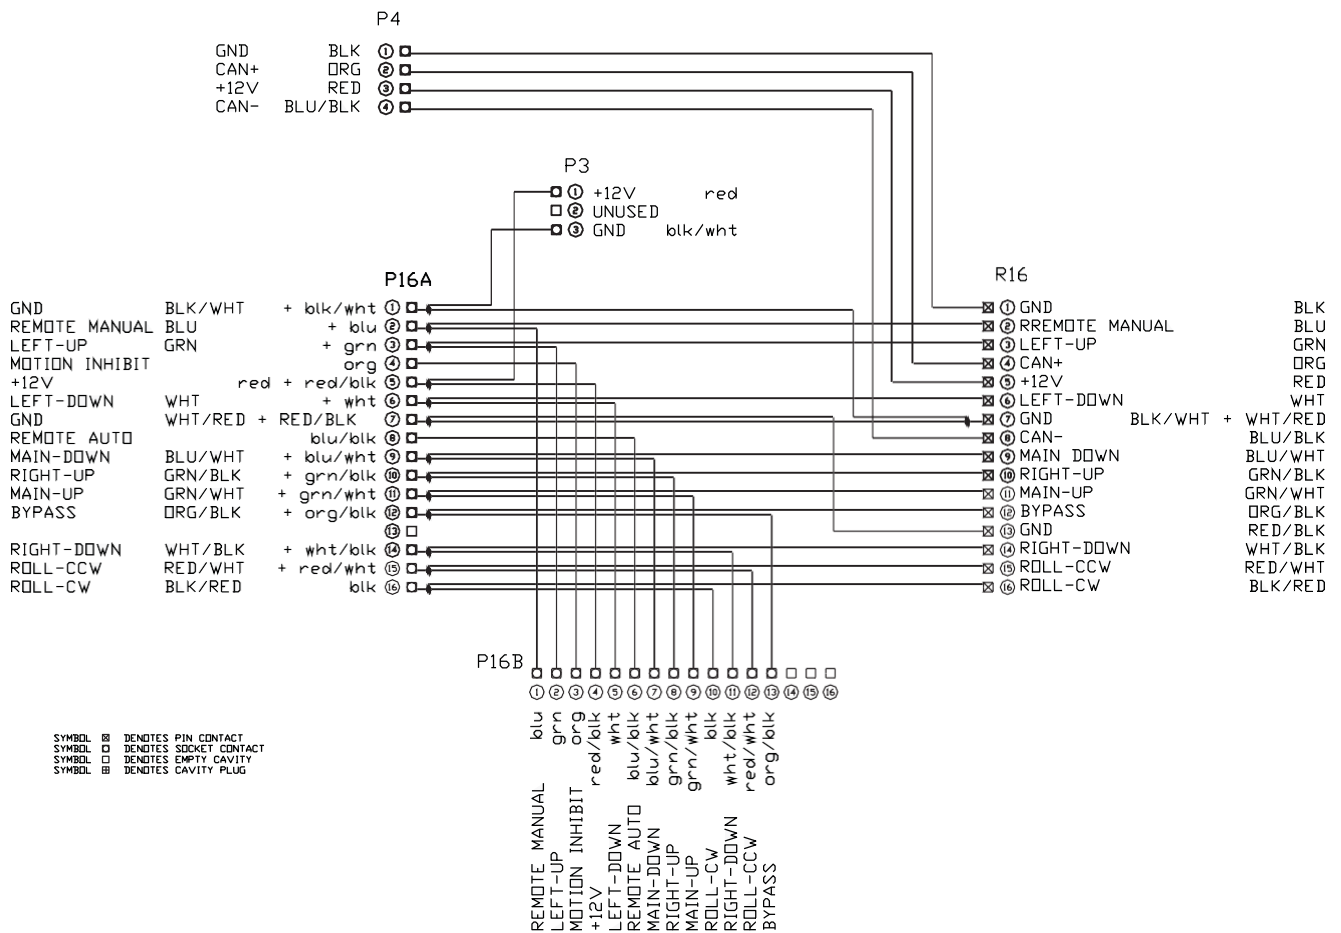 P4
GND BLK 1
CAN+ ORG 2
+12V RED 3
CAN- BLU/BLK 4
P3
1 +12V red
2 UNUSED
3 GND blk/wht
P16A
GND BLK/WHT + blk/wht 1
REMOTE MANUAL BLU + blu 2
LEFT-UP GRN + grn 3
MOTION INHIBIT org 4
+12V red + red/blk 5
LEFT-DOWN WHT + wht 6
GND WHT/RED + RED/BLK 7
REMOTE AUTO blu/blk 8
MAIN-DOWN BLU/WHT + blu/wht 9
RIGHT-UP GRN/BLK + grn/blk 10
MAIN-UP GRN/WHT + grn/wht 11
BYPASS ORG/BLK + org/blk 12
13
RIGHT-DOWN WHT/BLK + wht/blk 14
ROLL-CCW RED/WHT + red/wht 15
ROLL-CW BLK/RED blk 16
R16
1 GND BLK
2 RREMOTE MANUAL BLU
3 LEFT-UP GRN
4 CAN+ ORG
5 +12V RED
6 LEFT-DOWN WHT
7 GND BLK/WHT + WHT/RED
8 CAN- BLU/BLK
9 MAIN DOWN BLU/WHT
10 RIGHT-UP GRN/BLK
11 MAIN-UP GRN/WHT
12 BYPASS ORG/BLK
13 GND RED/BLK
14 RIGHT-DOWN WHT/BLK
15 ROLL-CCW RED/WHT
16 ROLL-CW BLK/RED
P16B
1 blu REMOTE MANUAL
2 grn LEFT-UP
3 org MOTION INHIBIT
4 red/blk +12V
5 wht LEFT-DOWN
6 blu/blk REMOTE AUTO
7 blu/wht MAIN-DOWN
8 grn/blk RIGHT-UP
9 grn/wht MAIN-UP
10 blk ROLL-CW
11 wht/blk RIGHT-DOWN
12 red/wht ROLL-CCW
13 org/blk BYPASS
14
15
16
SYMBOL DENOTES PIN CONTACT
SYMBOL DENOTES SOCKET CONTACT
SYMBOL DENOTES EMPTY CAVITY
SYMBOL DENOTES CAVITY PLUG